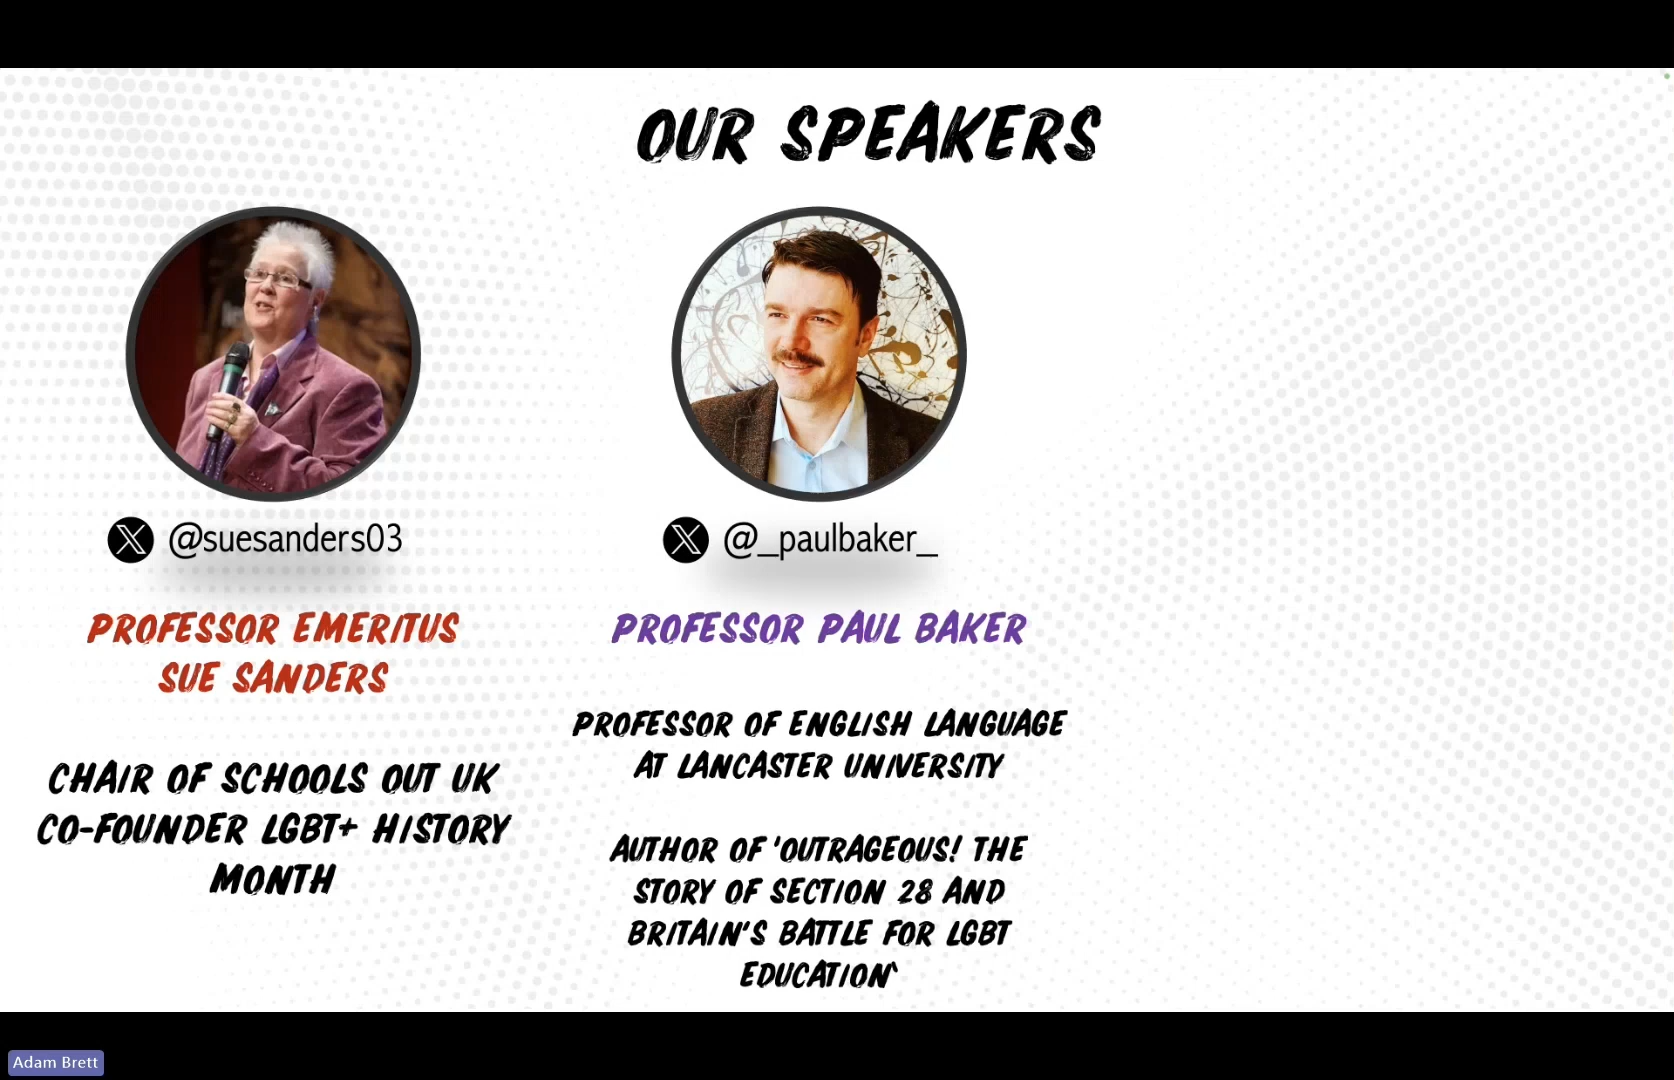 OUR SPEAKERS
@suesanders03
PROFESSOR EMERITUS
SUE SANDERS
CHAIR OF SCHOOLS OUT UK
CO-FOUNDER LGBT+ HISTORY
MONTH
@_paulbaker_
PROFESSOR PAUL BAKER
PROFESSOR OF ENGLISH LANGUAGE
AT LANCASTER UNIVERSITY
AUTHOR OF 'OUTRAGEOUS! THE
STORY OF SECTION 28 AND
BRITAIN'S BATTLE FOR LGBT
EDUCATION`
Adam Brett